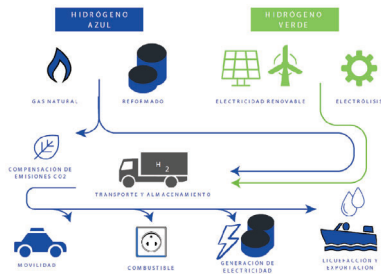 HIDRÓGENO
AZUL
HIDRÓGENO
VERDE
GAS NATURAL
REFORMADO
ELECTRICIDAD RENOVABLE
ELECTRÓLISIS
COMPENSACIÓN DE
EMISIONES CO2
H2
TRANSPORTE Y ALMACENAMIENTO
MOVILIDAD
COMBUSTIBLE
GENERACIÓN DE
ELECTRICIDAD
LICUEFACCIÓN
Y EXPORTACIÓN